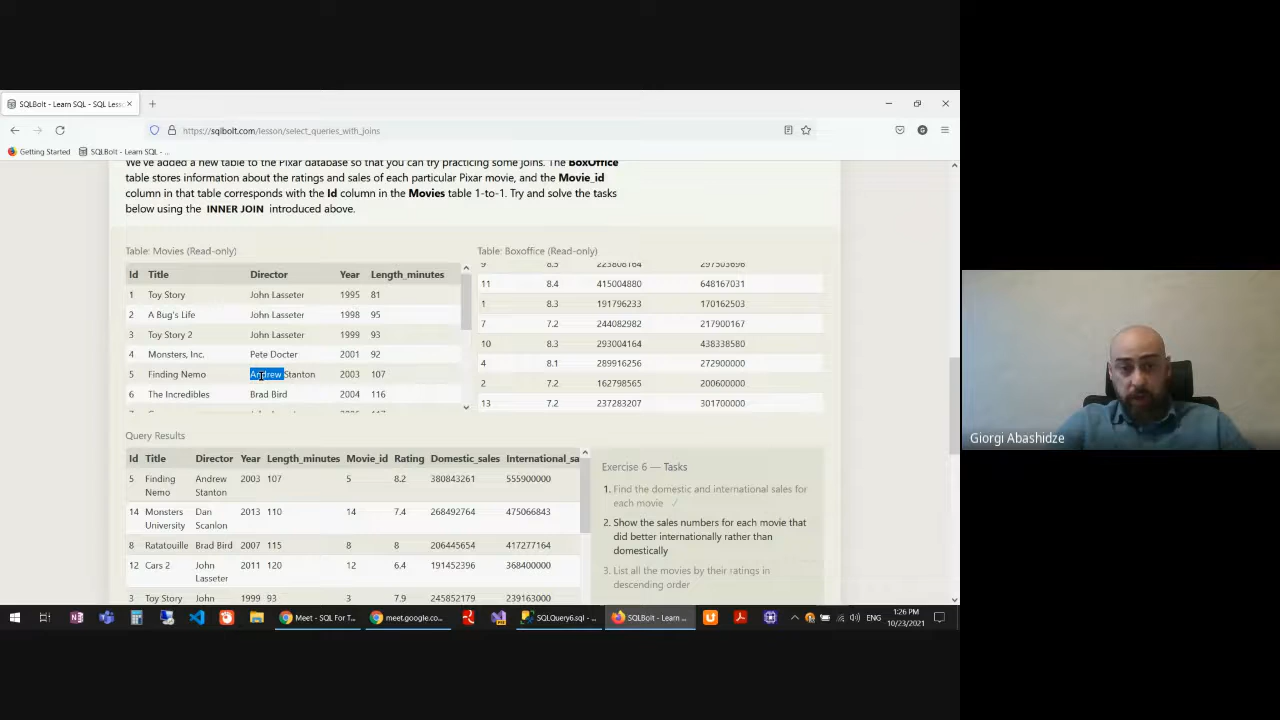 SQLBolt - Learn SQL - SQL Less
https://sqlbolt.com/lesson/select_queries_with_joins
Getting Started
SQLBolt - Learn SQL - ...
We've added a new table to the Pixar database so that you can try practicing some joins. The BoxOffice
table stores information about the ratings and sales of each particular Pixar movie, and the Movie_id
column in that table corresponds with the Id column in the Movies table 1-to-1. Try and solve the tasks
below using the INNER JOIN introduced above.
Table: Movies (Read-only)
Id Title Director Year Length_minutes
1 Toy Story John Lasseter 1995 81
2 A Bug's Life John Lasseter 1998 95
3 Toy Story 2 John Lasseter 1999 93
4 Monsters, Inc. Pete Docter 2001 92
5 Finding Nemo Andrew Stanton 2003 107
6 The Incredibles Brad Bird 2004 116
Table: Boxoffice (Read-only)
9 8.5 223808164 297503696
11 8.4 415004880 648167031
1 8.3 191796233 170162503
7 7.2 244082982 217900167
10 8.3 293004164 438338580
4 8.1 289916256 272900000
2 7.2 162798565 200600000
13 7.2 237283207 301700000
Query Results
Id Title Director Year Length_minutes Movie_id Rating Domestic_sales International_sa
5 Finding Andrew 2003 107 5 8.2 380843261 555900000
Nemo Stanton
14 Monsters Dan 2013 110 14 7.4 268492764 475066843
University Scanlon
8 Ratatouille Brad Bird 2007 115 8 8 206445654 417277164
12 Cars 2 John 2011 120 12 6.4 191452396 368400000
Lasseter
3 Toy Story John 1999 93 3 7.9 245852179 239163000
Exercise 6 — Tasks
1. Find the domestic and international sales for
each movie ✓
2. Show the sales numbers for each movie that
did better internationally rather than
domestically
3. List all the movies by their ratings in
descending order
Giorgi Abashidze
Meet - SQL For T...
meet.google.co...
SQLQuery6.sql - ...
SQLBolt - Learn ...
ENG
1:26 PM
10/23/2021